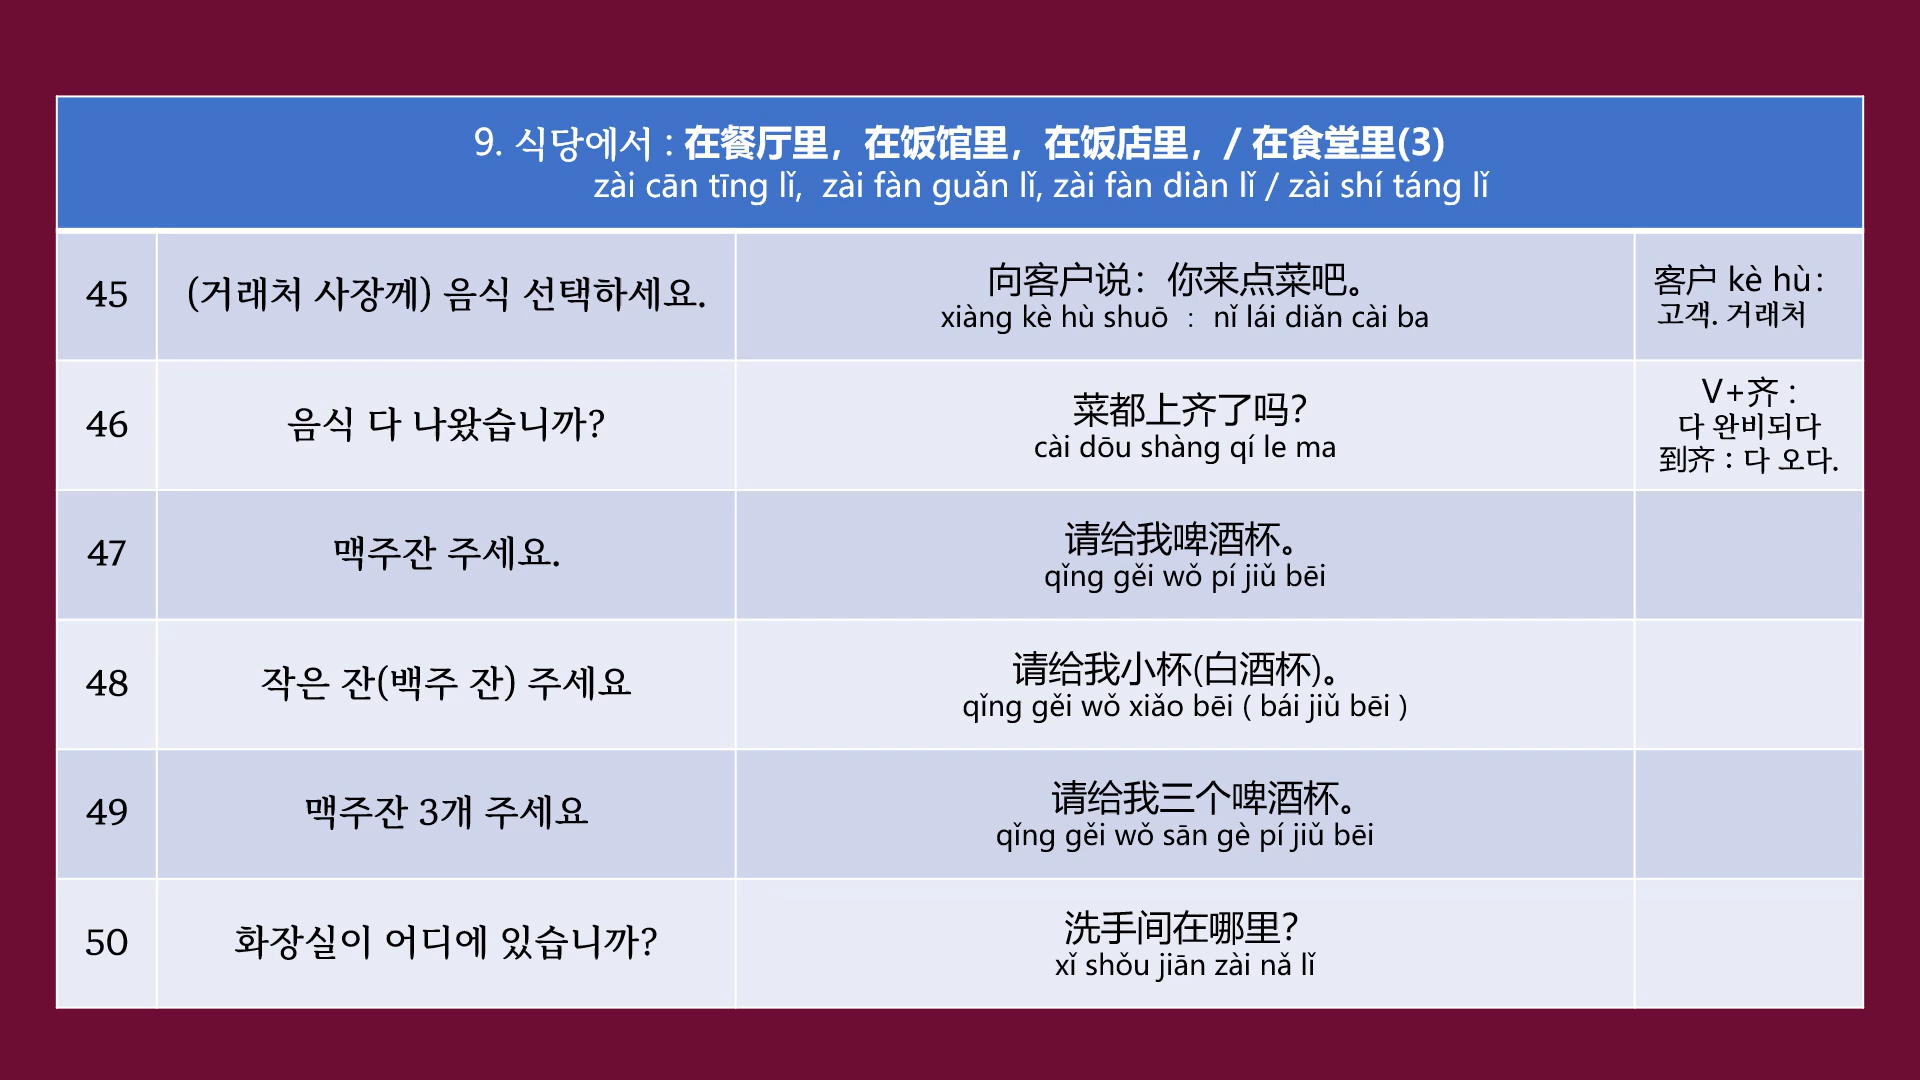 9. 식당에서 : 在餐厅里，在饭馆里，在饭店里，/ 在食堂里(3)
zài cān tīng lǐ,  zài fàn guǎn lǐ, zài fàn diàn lǐ / zài shí táng lǐ
45
(거래처 사장께) 음식 선택하세요.
向客户说：你来点菜吧。
xiàng kè hù shuō ： nǐ lái diǎn cài ba
客户 kè hù：
고객. 거래처
46
음식 다 나왔습니까?
菜都上齐了吗？
cài dōu shàng qí le ma
V+齐 :
다 완비되다
到齐 : 다 오다.
47
맥주잔 주세요.
请给我啤酒杯。
qǐng gěi wǒ pí jiǔ bēi
48
작은 잔(백주 잔) 주세요
请给我小杯(白酒杯)。
qǐng gěi wǒ xiǎo bēi ( bái jiǔ bēi )
49
맥주잔 3개 주세요
请给我三个啤酒杯。
qǐng gěi wǒ sān gè pí jiǔ bēi
50
화장실이 어디에 있습니까?
洗手间在哪里？
xǐ shǒu jiān zài nǎ lǐ